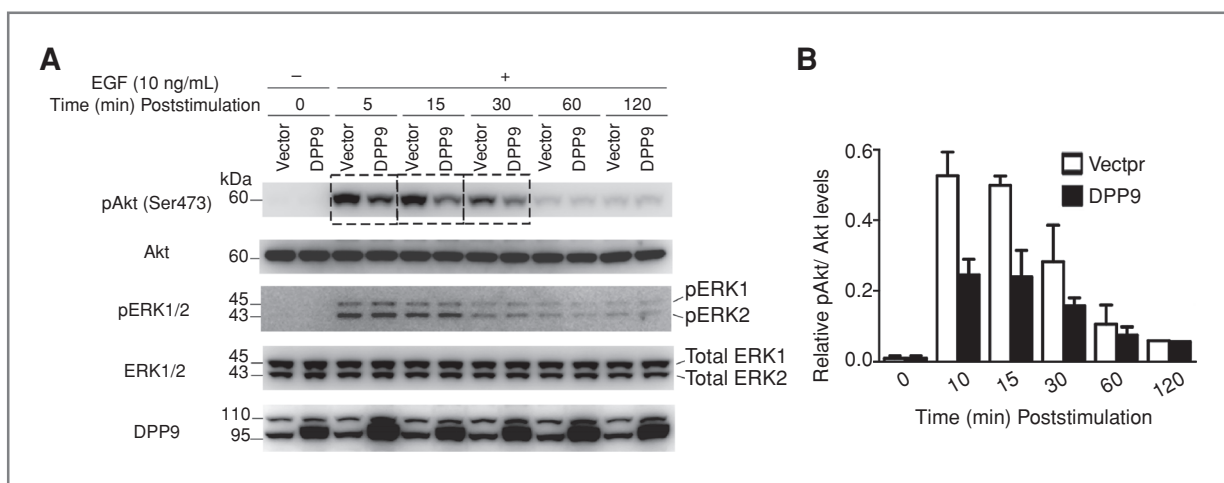 A
EGF (10 ng/mL) – +
Time (min) Poststimulation 0 5 15 30 60 120
Vector DPP9 Vector DPP9 Vector DPP9 Vector DPP9 Vector DPP9 Vector DPP9
kDa
pAkt (Ser473) 60
Akt 60
pERK1/2 45 43 pERK1 pERK2
ERK1/2 45 43 Total ERK1 Total ERK2
DPP9 110 95
B
Relative pAkt/ Akt levels
0.6
0.4
0.2
0.0
Vectpr
DPP9
0 10 15 30 60 120
Time (min) Poststimulation